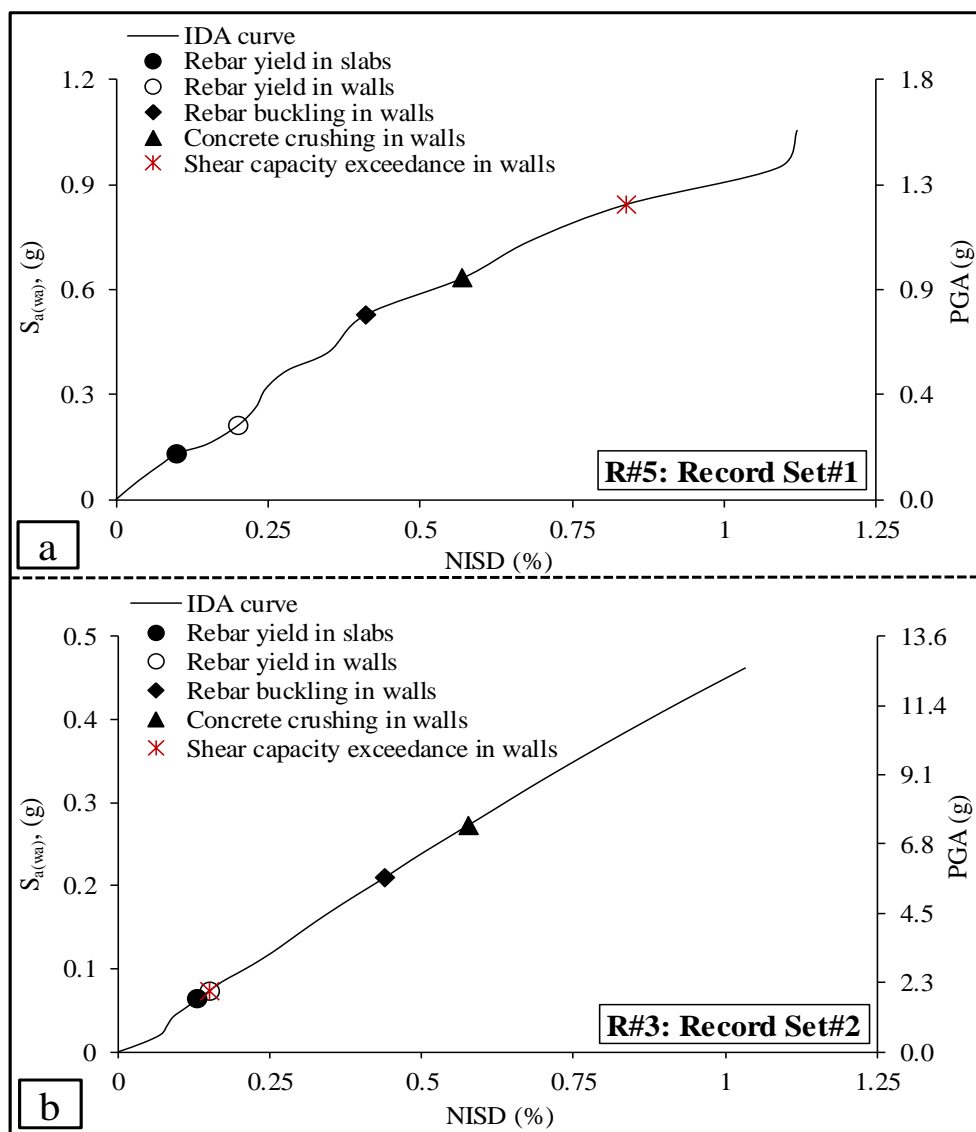 IDA curve
Rebar yield in slabs
Rebar yield in walls
Rebar buckling in walls
Concrete crushing in walls
Shear capacity exceedance in walls
1.2
0.9
0.6
0.3
0
Sa(wa), (g)
1.8
1.3
0.9
0.4
0.0
PGA (g)
R#5: Record Set#1
0 0.25 0.5 0.75 1 1.25
NISD (%)
a
IDA curve
Rebar yield in slabs
Rebar yield in walls
Rebar buckling in walls
Concrete crushing in walls
Shear capacity exceedance in walls
0.5
0.4
0.3
0.2
0.1
0
Sa(wa), (g)
13.6
11.4
9.1
6.8
4.5
2.3
0.0
PGA (g)
R#3: Record Set#2
0 0.25 0.5 0.75 1 1.25
NISD (%)
b